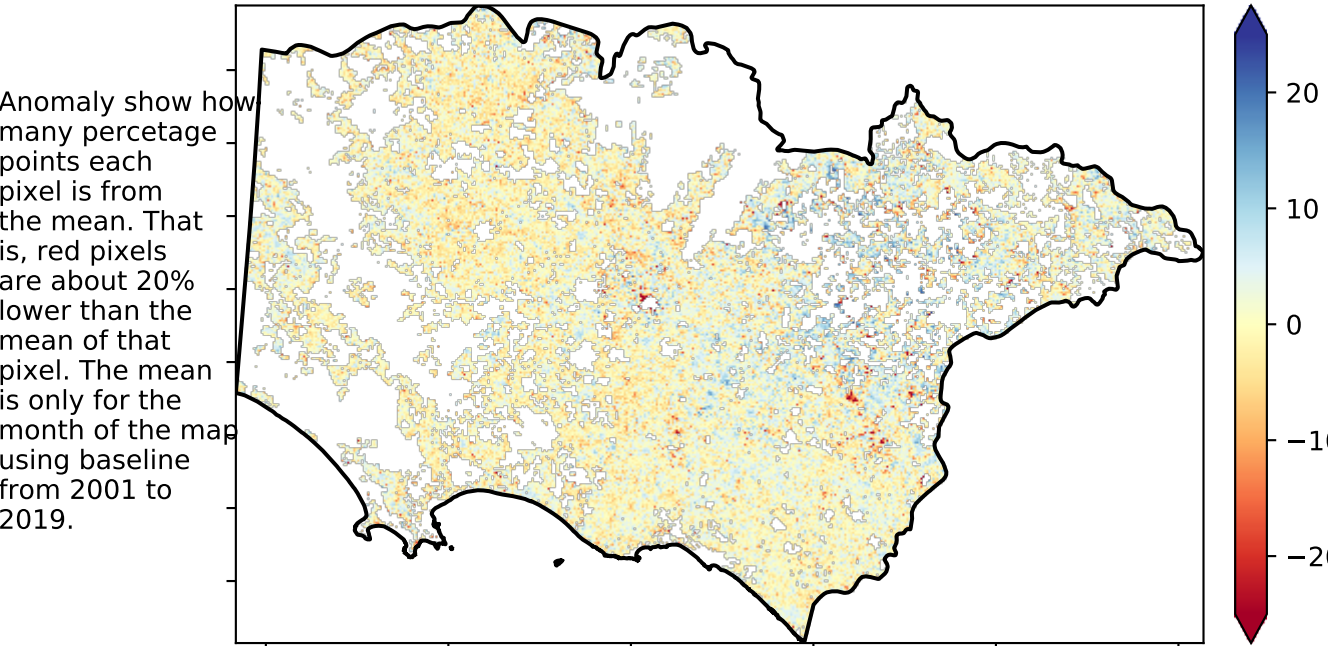 Anomaly show how
many percetage
points each
pixel is from
the mean. That
is, red pixels
are about 20%
lower than the
mean of that
pixel. The mean
is only for the
month of the map
using baseline
from 2001 to
2019.
20
10
0
−10
−20